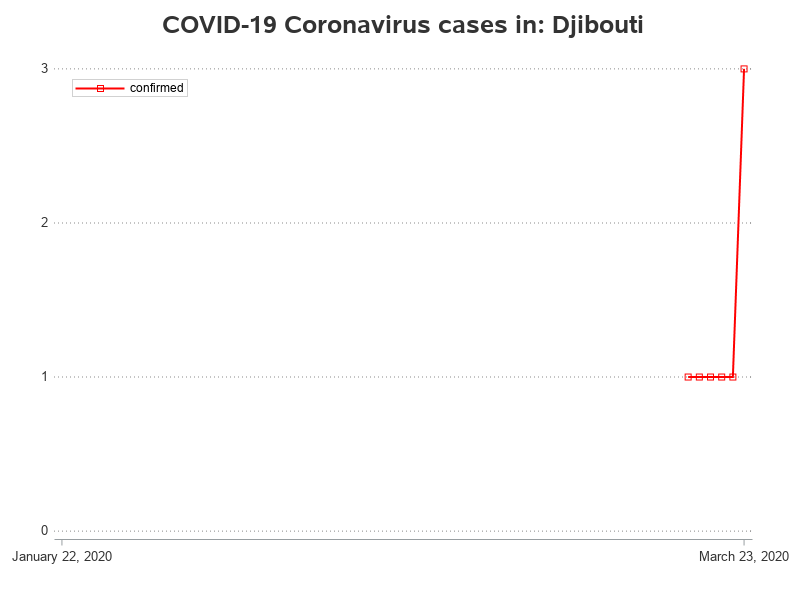 COVID-19 Coronavirus cases in: Djibouti
3
confirmed
2
1
0
January 22, 2020
March 23, 2020